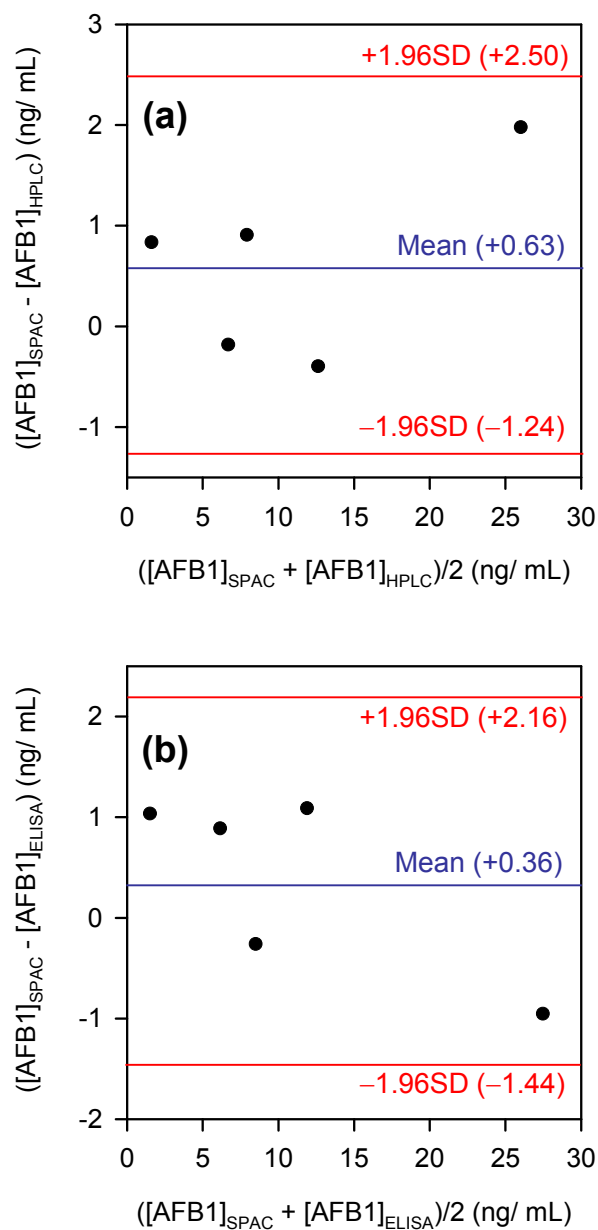 3
+1.96SD (+2.50)
(a)
2
([AFB1]SPAC - [AFB1]HPLC) (ng/ mL)
1
Mean (+0.63)
0
-1
−1.96SD (−1.24)
0 5 10 15 20 25 30
([AFB1]SPAC + [AFB1]HPLC)/2 (ng/ mL)
+1.96SD (+2.16)
2
(b)
([AFB1]SPAC - [AFB1]ELISA) (ng/ mL)
1
Mean (+0.36)
0
-1
−1.96SD (−1.44)
-2
0 5 10 15 20 25 30
([AFB1]SPAC + [AFB1]ELISA)/2 (ng/ mL)